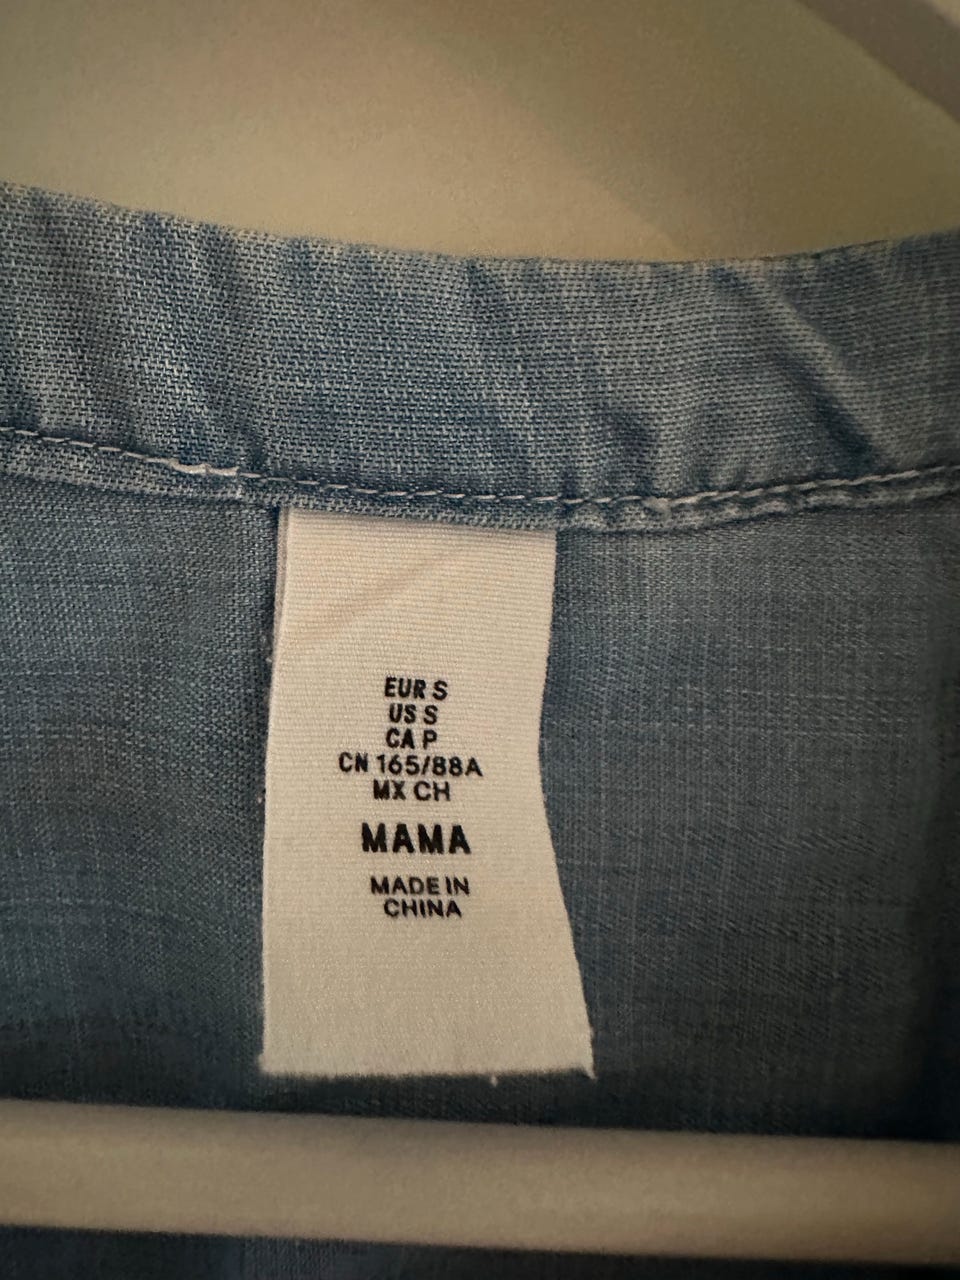 EUR S
US S
CA P
CN 165/88A
MX CH
MAMA
MADE IN
CHINA